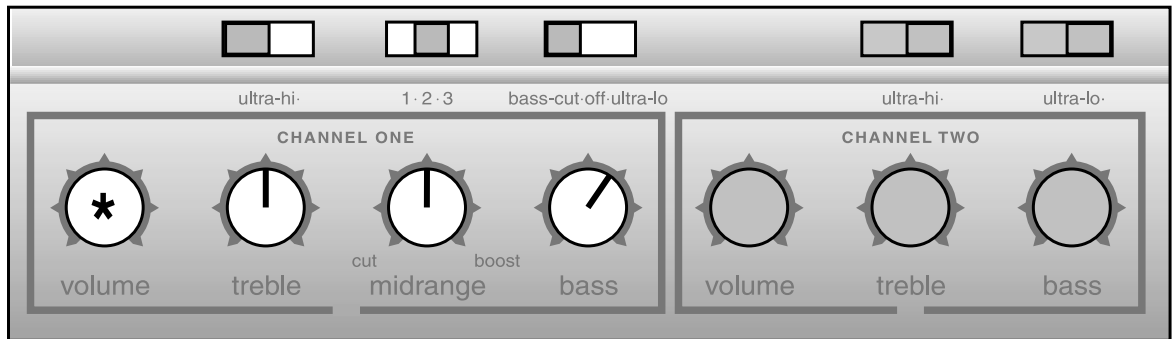 ultra-hi· 1·2·3 bass-cut·off·ultra-lo ultra-hi· ultra-lo·
CHANNEL ONE CHANNEL TWO
*
cut boost
volume treble midrange bass volume treble bass